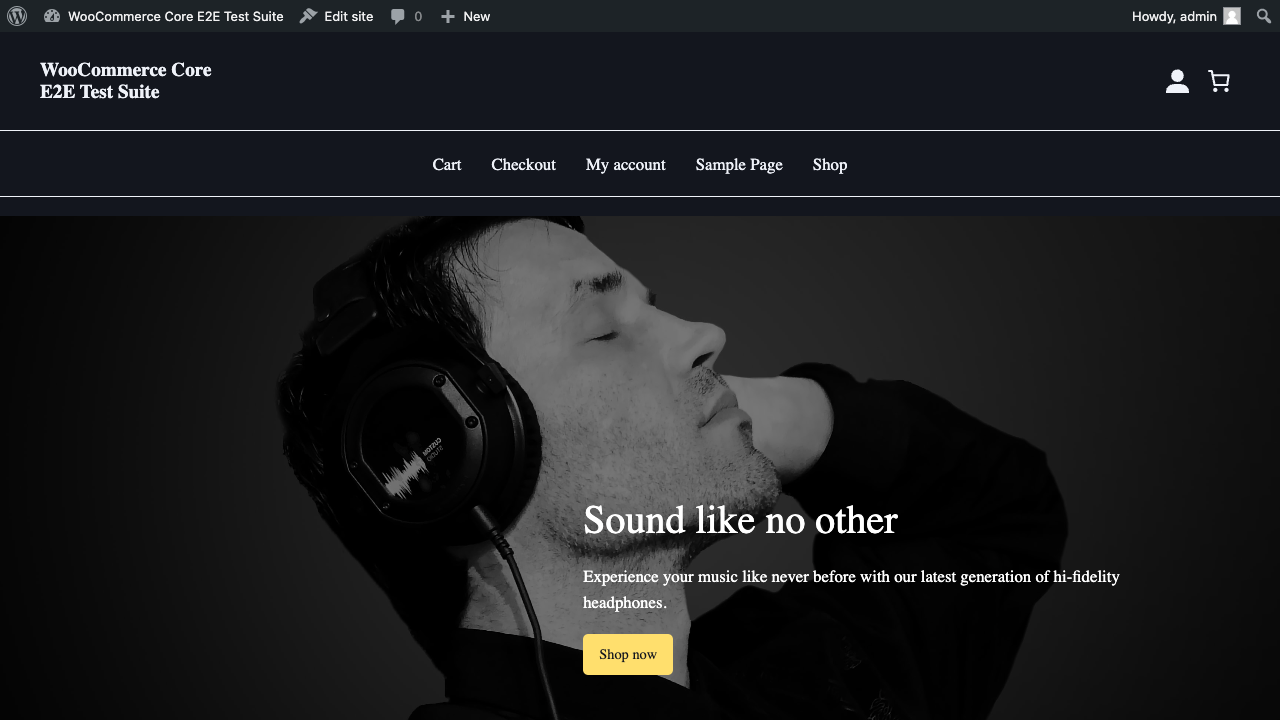 WooCommerce Core E2E Test Suite Edit site 0 New Howdy, admin
WooCommerce Core
E2E Test Suite
Cart Checkout My account Sample Page Shop
CUSTOM
STUDIO
Sound like no other
Experience your music like never before with our latest generation of hi-fidelity
headphones.
Shop now